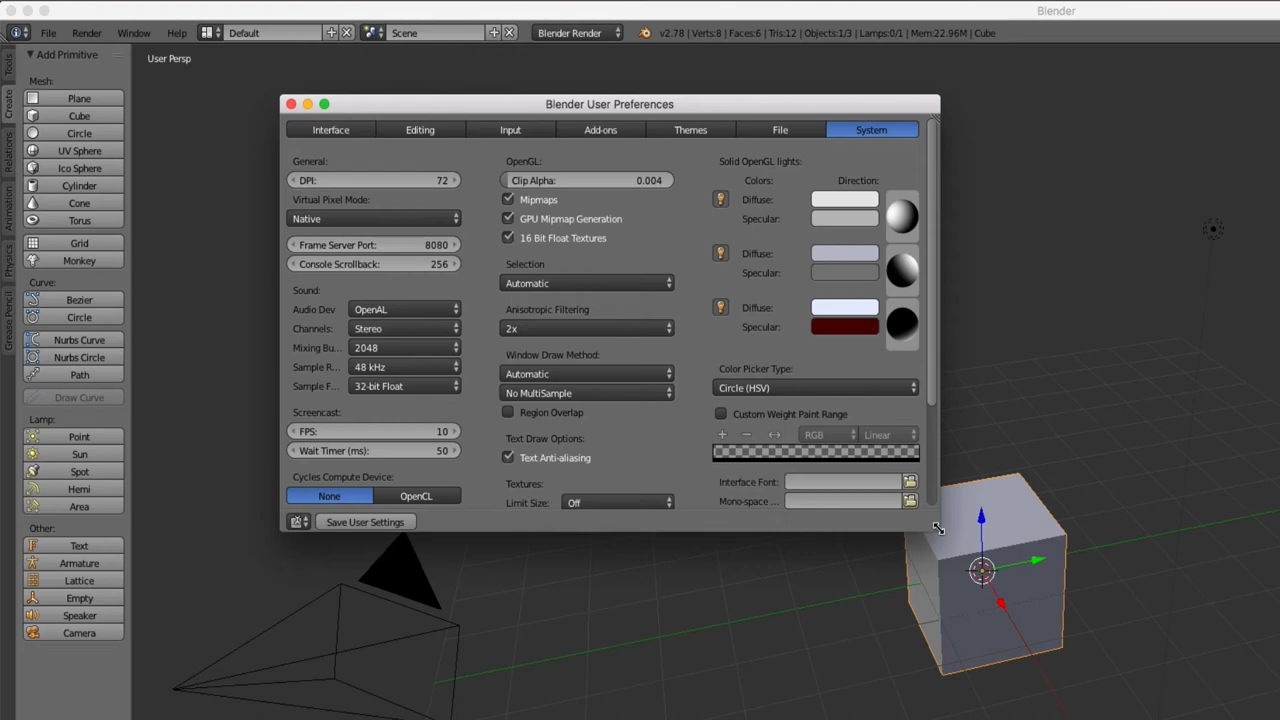 Blender
File Render Window Help Default Scene Blender Render v2.78 | Verts:8 | Faces:6 | Tris:12 | Objects:1/3 | Lamps:0/1 | Mem:22.96M | Cube
Tools
Create
Relations
Animation
Physics
Grease Pencil
Add Primitive
Mesh:
Plane
Cube
Circle
UV Sphere
Ico Sphere
Cylinder
Cone
Torus
Grid
Monkey
Curve:
Bezier
Circle
Nurbs Curve
Nurbs Circle
Path
Draw Curve
Lamp:
Point
Sun
Spot
Hemi
Area
Other:
Text
Armature
Lattice
Empty
Speaker
Camera
User Persp
Blender User Preferences
Interface Editing Input Add-ons Themes File System
General:
DPI: 72
Virtual Pixel Mode:
Native
Frame Server Port: 8080
Console Scrollback: 256
Sound:
Audio Dev OpenAL
Channels: Stereo
Mixing Bu... 2048
Sample R... 48 kHz
Sample F... 32-bit Float
Screencast:
FPS: 10
Wait Timer (ms): 50
Cycles Compute Device:
None OpenCL
OpenGL:
Clip Alpha: 0.004
Mipmaps
GPU Mipmap Generation
16 Bit Float Textures
Selection
Automatic
Anisotropic Filtering
2x
Window Draw Method:
Automatic
No MultiSample
Region Overlap
Text Draw Options:
Text Anti-aliasing
Textures:
Limit Size: Off
Solid OpenGL lights:
Colors: Direction:
Diffuse:
Specular:
Diffuse:
Specular:
Diffuse:
Specular:
Color Picker Type:
Circle (HSV)
Custom Weight Paint Range
RGB Linear
Interface Font:
Mono-space ...
Save User Settings